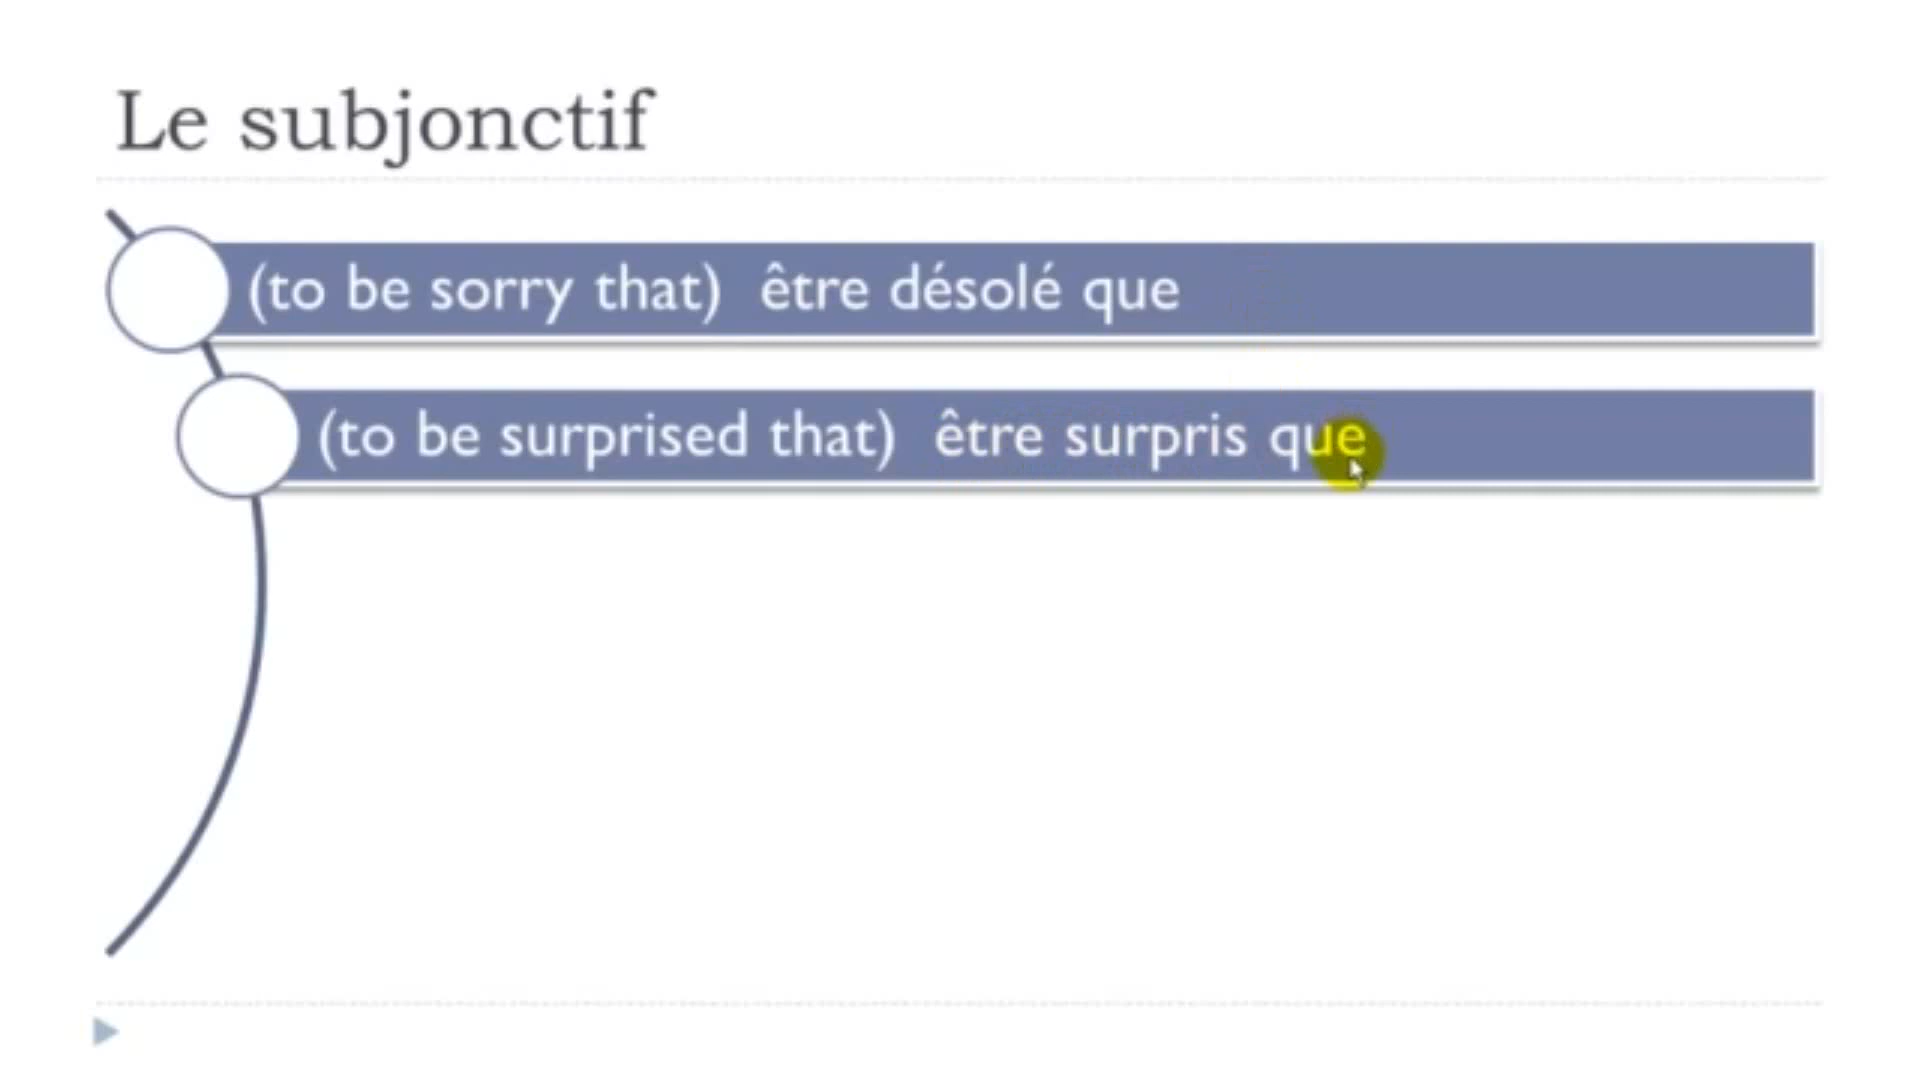 Le subjonctif
(to be sorry that) être désolé que
(to be surprised that) être surpris que